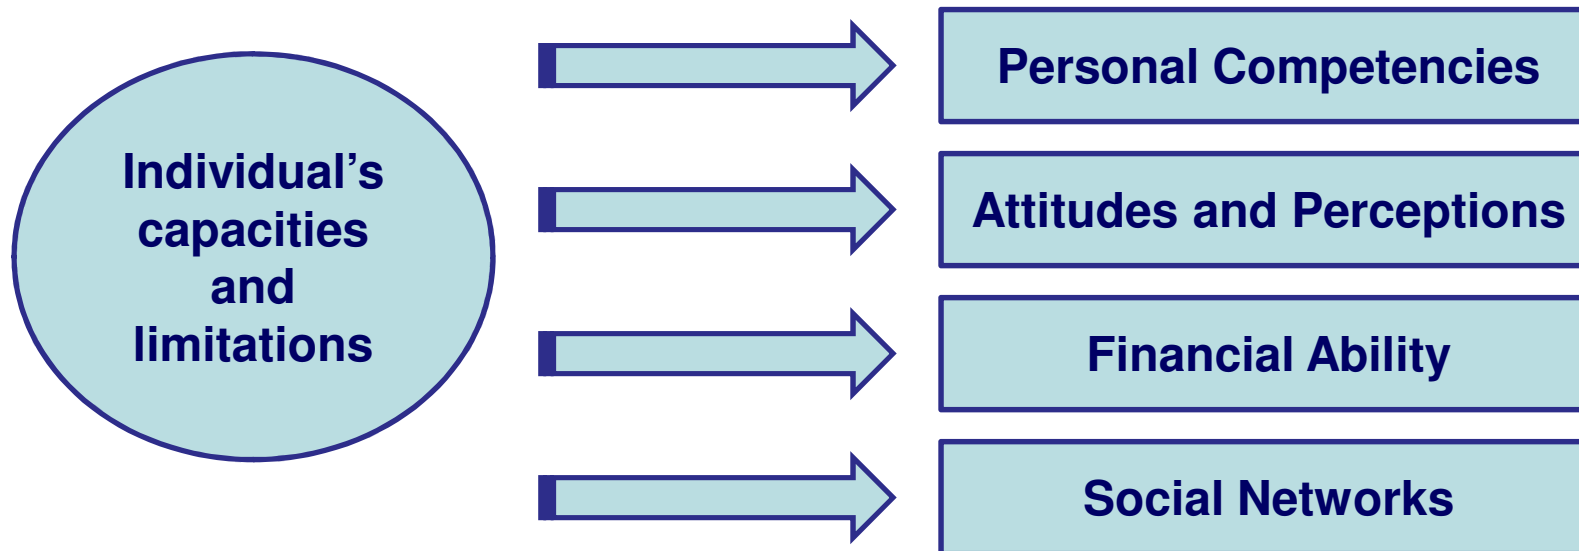 Individual’s
capacities
and
limitations
Personal Competencies
Attitudes and Perceptions
Financial Ability
Social Networks